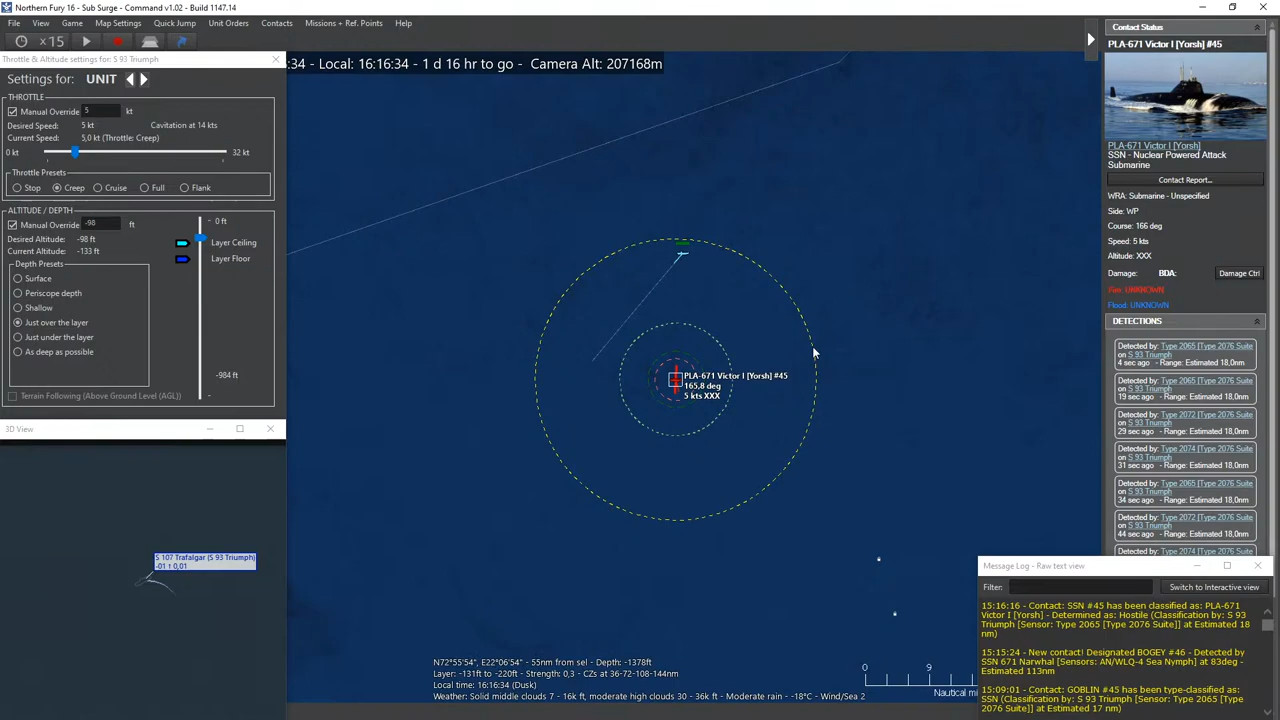 Northern Fury 16 - Sub Surge - Command v1.02 - Build 1147.14
File View Game Map Settings Quick Jump Unit Orders Contacts Missions + Ref. Points Help
x15
Throttle & Altitude settings for: S 93 Triumph
Settings for: UNIT
THROTTLE
Manual Override 5 kt
Desired Speed: 5 kt Cavitation at 14 kts
Current Speed: 5,0 kt (Throttle: Creep)
0 kt 32 kt
Throttle Presets
Stop Creep Cruise Full Flank
ALTITUDE / DEPTH
Manual Override -98 ft
- 0 ft
Desired Altitude: -98 ft
Current Altitude: -133 ft
Layer Ceiling
Layer Floor
Depth Presets
Surface
Periscope depth
Shallow
Just over the layer
Just under the layer
As deep as possible
-984 ft
Terrain Following (Above Ground Level (AGL))
3D View
S 107 Trafalgar (S 93 Triumph)
-01 t 0,01
:34 - Local: 16:16:34 - 1 d 16 hr to go - Camera Alt: 207168m
PLA-671 Victor I [Yorsh] #45
165,8 deg
5 kts XXX
N72°55'54", E22°06'54" - 55nm from sel - Depth: -1378ft
Layer: -131ft to -220ft - Strength: 0,3 - CZs at 36-72-108-144nm
Local time: 16:16:34 (Dusk)
Weather: Solid middle clouds 7 - 16k ft, moderate high clouds 30 - 36k ft - Moderate rain - -18°C - Wind/Sea 2
0 9
Nautical mi
Contact Status
PLA-671 Victor I [Yorsh] #45
PLA-671 Victor I [Yorsh]
SSN - Nuclear Powered Attack
Submarine
Contact Report...
WRA: Submarine - Unspecified
Side: WP
Course: 166 deg
Speed: 5 kts
Altitude: XXX
Damage: BDA: Damage Ctrl
Fire: UNKNOWN
Flood: UNKNOWN
DETECTIONS
Detected by: Type 2065 [Type 2076 Suite]
on S 93 Triumph
4 sec ago - Range: Estimated 18,0nm
Detected by: Type 2065 [Type 2076 Suite]
on S 93 Triumph
19 sec ago - Range: Estimated 18,0nm
Detected by: Type 2072 [Type 2076 Suite]
on S 93 Triumph
29 sec ago - Range: Estimated 18,0nm
Detected by: Type 2074 [Type 2076 Suite]
on S 93 Triumph
31 sec ago - Range: Estimated 18,0nm
Detected by: Type 2065 [Type 2076 Suite]
on S 93 Triumph
34 sec ago - Range: Estimated 18,0nm
Detected by: Type 2072 [Type 2076 Suite]
on S 93 Triumph
44 sec ago - Range: Estimated 18,0nm
Detected by: Type 2074 [Type 2076 Suite]
Message Log - Raw text view
Filter: Switch to Interactive view
15:16:16 - Contact: SSN #45 has been classified as: PLA-671
Victor I [Yorsh] - Determined as: Hostile (Classification by: S 93
Triumph [Sensor: Type 2065 [Type 2076 Suite]] at Estimated 18
nm)
15:15:24 - New contact! Designated BOGEY #46 - Detected by
SSN 671 Narwhal [Sensors: AN/WLQ-4 Sea Nymph] at 83deg -
Estimated 113nm
15:09:01 - Contact: GOBLIN #45 has been type-classified as:
SSN (Classification by: S 93 Triumph [Sensor: Type 2065 [Type
2076 Suite]] at Estimated 17 nm)